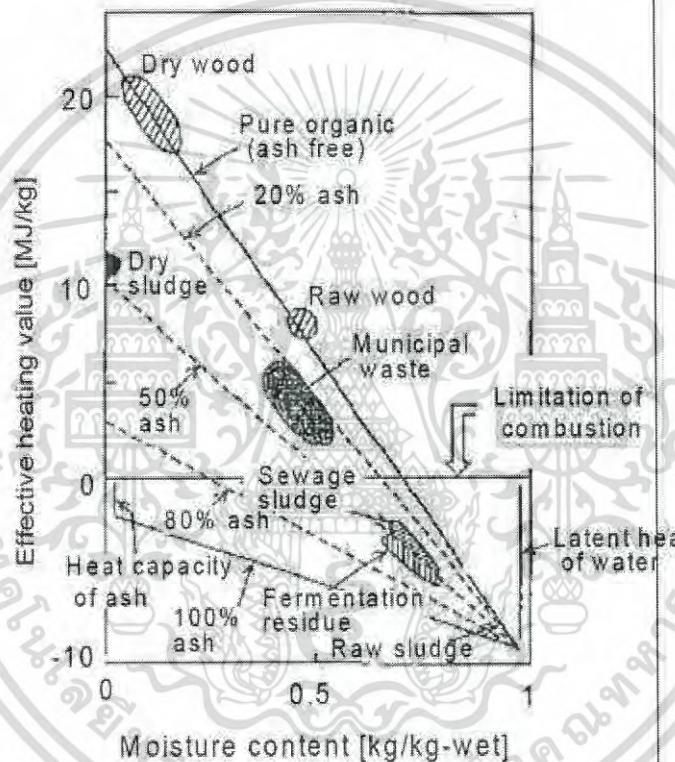 Effective heating value [MJ/kg]
20
10
0
-10
Dry wood
Pure organic
(ash free)
20% ash
Dry
sludge
Raw wood
Municipal
waste
50%
ash
Limitation of
combustion
Sewage
sludge
80% ash
Latent hea
of water
Heat capacity
of ash
100%
ash
Fermentation
residue
Raw sludge
0
0.5
1
Moisture content [kg/kg-wet]